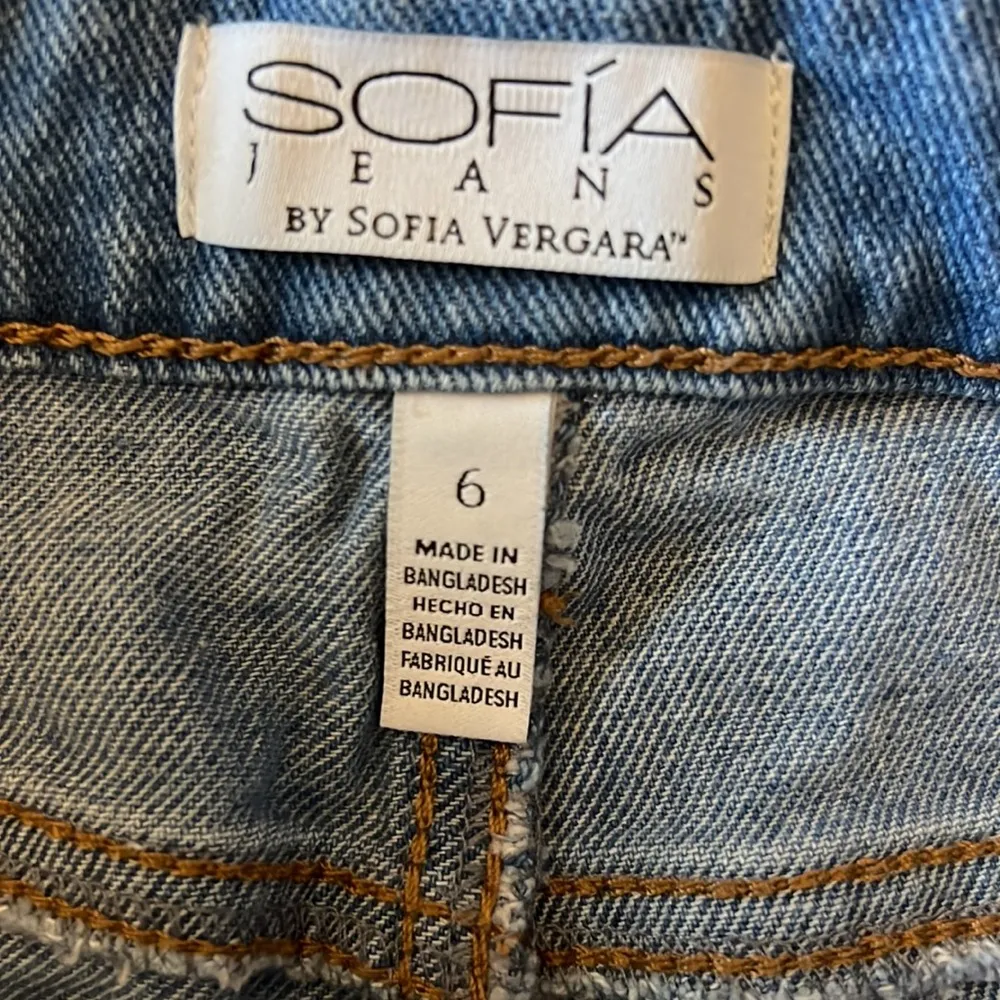 SOFÍA
JEANS
BY SOFIA VERGARA™
6
MADE IN
BANGLADESH
HECHO EN
BANGLADESH
FABRIQUÉ AU
BANGLADESH